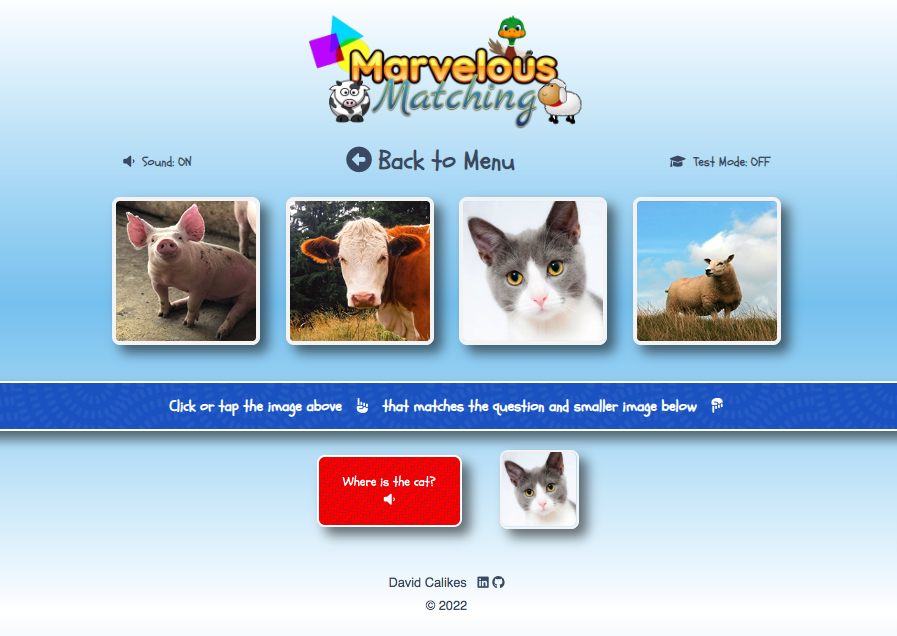 Marvelous
Matching
Sound: ON
Back to Menu
Test Mode: OFF
Click or tap the image above that matches the question and smaller image below
Where is the cat?
David Calikes
© 2022